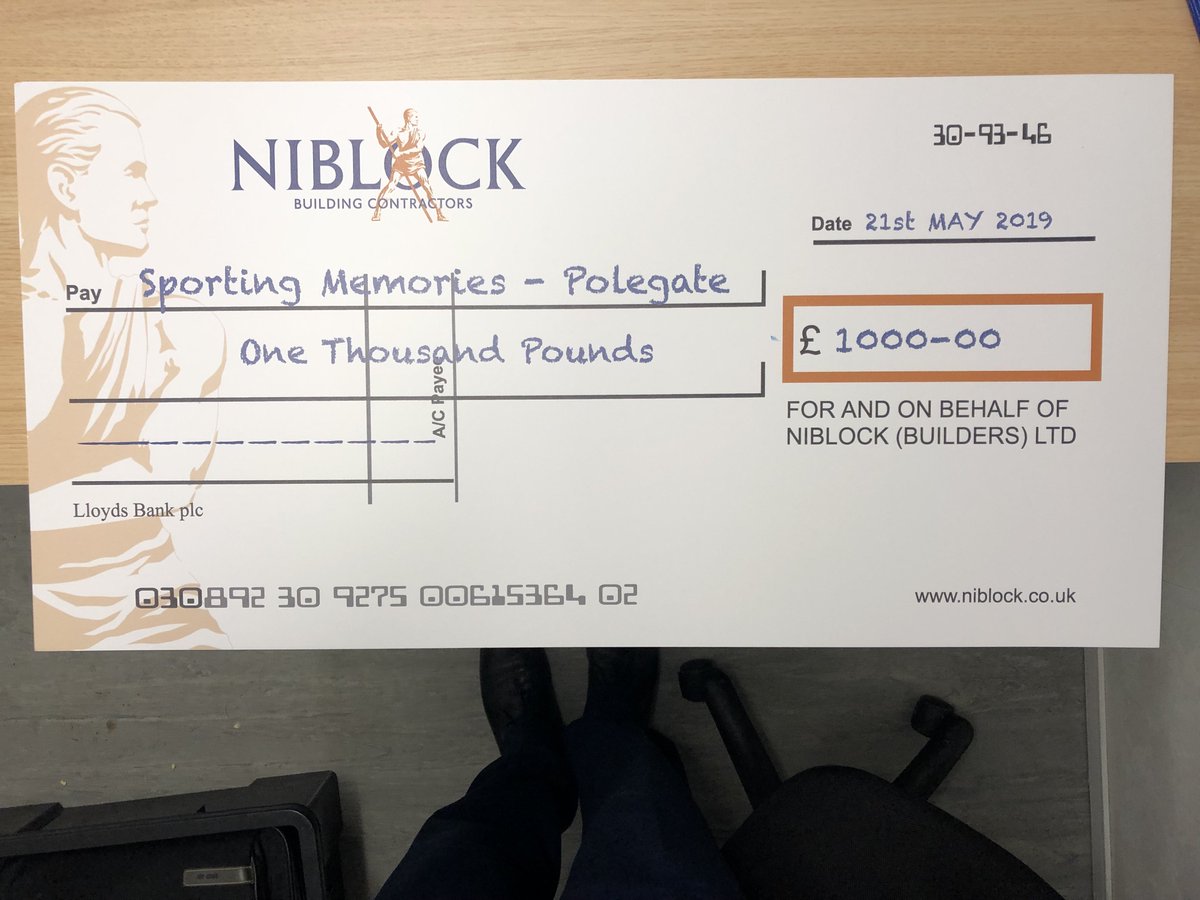 NIBLOCK
BUILDING CONTRACTORS
30-93-46
Date 21st MAY 2019
Pay Sporting Memories - Polegate
One Thousand Pounds
£ 1000-00
A/C Payee
FOR AND ON BEHALF OF
NIBLOCK (BUILDERS) LTD
Lloyds Bank plc
030892 30 9275 00615364 02
www.niblock.co.uk